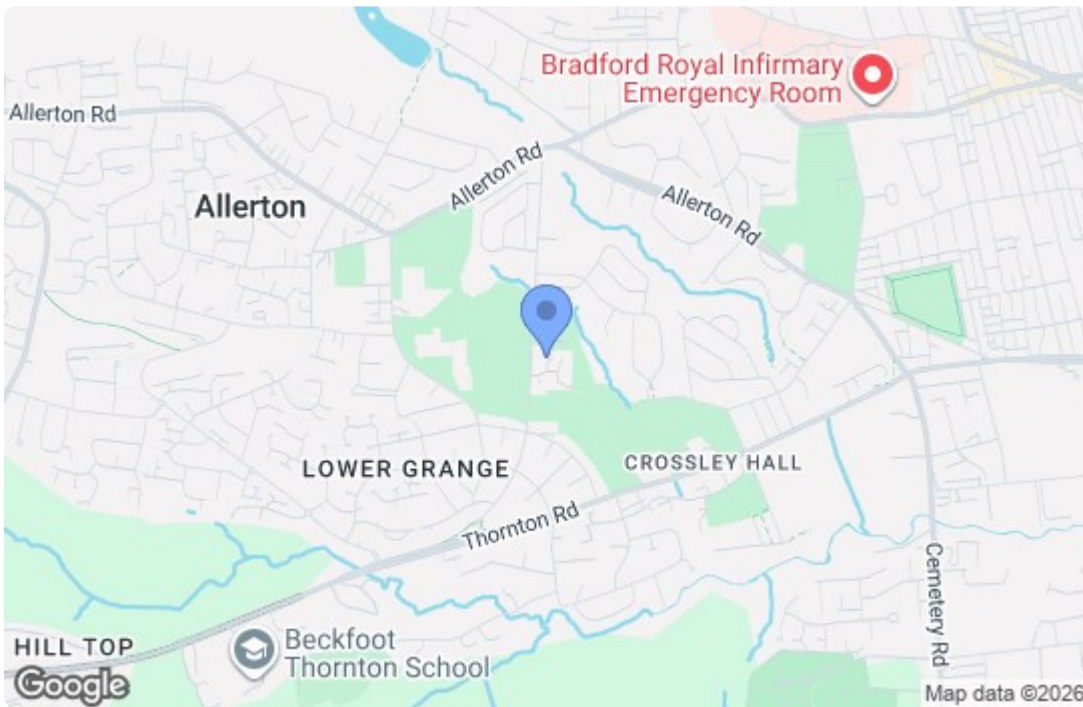 Bradford Royal Infirmary
Emergency Room
Allerton Rd
Allerton Rd
Allerton
Allerton Rd
LOWER GRANGE
CROSSLEY HALL
Thornton Rd
Cemetery Rd
HILL TOP
Beckfoot
Thornton School
Google
Map data ©2026